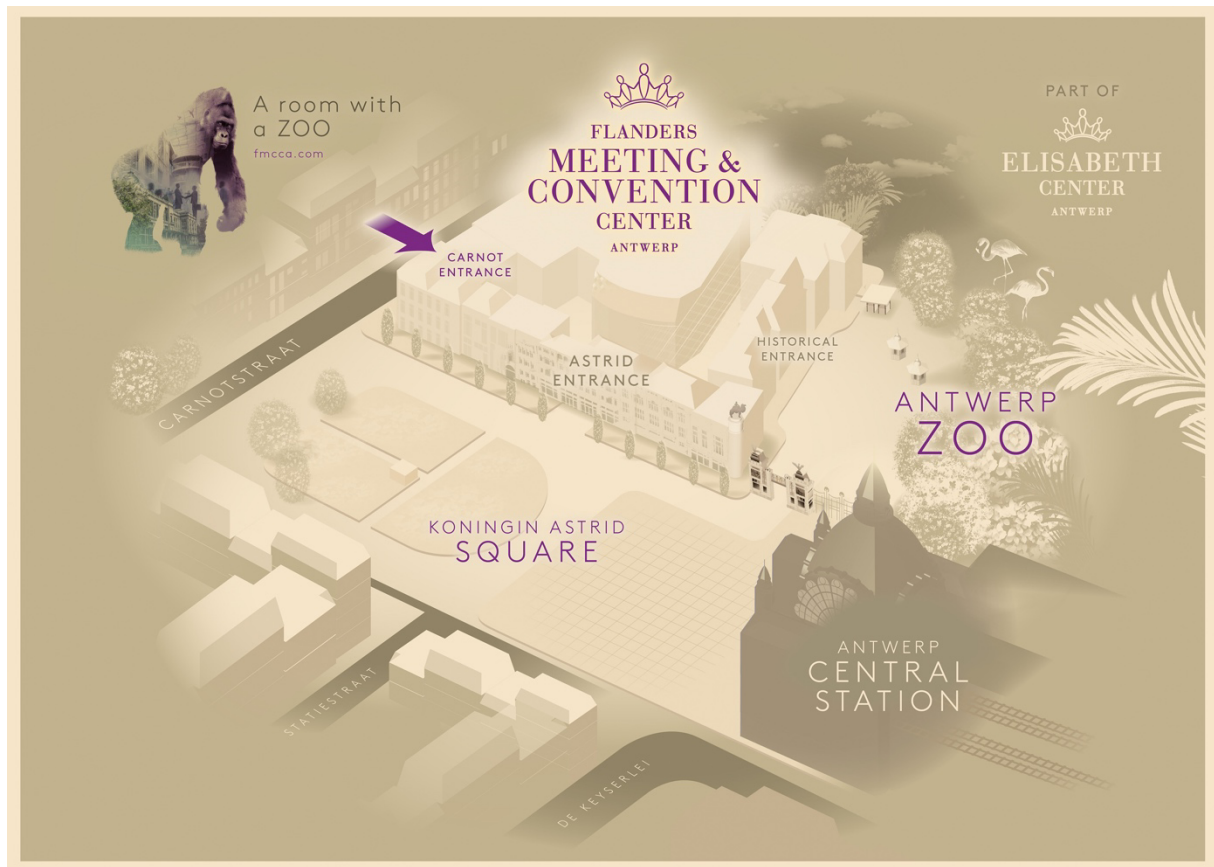 A room with
a ZOO
fmcca.com
FLANDERS
MEETING &
CONVENTION
CENTER
ANTWERP
PART OF
ELISABETH
CENTER
ANTWERP
CARNOT
ENTRANCE
CARNOTSTRAAT
ASTRID
ENTRANCE
HISTORICAL
ENTRANCE
ANTWERP
ZOO
KONINGIN ASTRID
SQUARE
ANTWERP
CENTRAL
STATION
STATIESTRAAT
DE KEYSERLEI